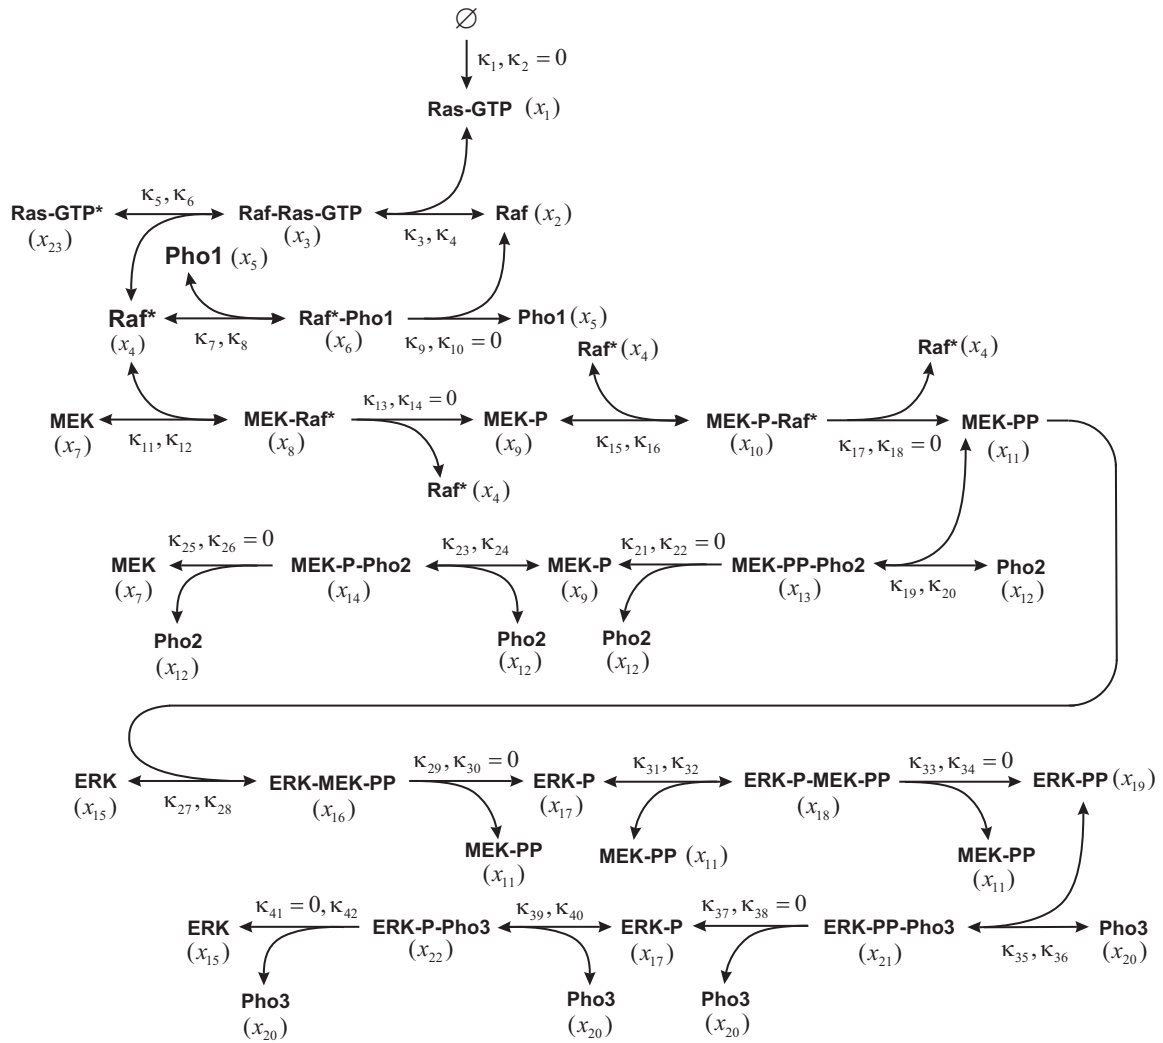 ∅
κ₁, κ₂ = 0
Ras-GTP (x₁)
κ₅, κ₆
Ras-GTP* Raf-Ras-GTP Raf (x₂)
(x₂₃) (x₃) κ₃, κ₄
Pho1 (x₅)
Raf* Raf*-Pho1 Pho1 (x₅)
(x₄) κ₇, κ₈ (x₆) κ₉, κ₁₀ = 0
Raf* (x₄) Raf* (x₄)
κ₁₃, κ₁₄ = 0
MEK MEK-Raf* MEK-P MEK-P-Raf* MEK-PP
(x₇) κ₁₁, κ₁₂ (x₈) (x₉) κ₁₅, κ₁₆ (x₁₀) κ₁₇, κ₁₈ = 0 (x₁₁)
Raf* (x₄)
κ₂₅, κ₂₆ = 0 κ₂₃, κ₂₄ κ₂₁, κ₂₂ = 0
MEK MEK-P-Pho2 MEK-P MEK-PP-Pho2 Pho2
(x₇) (x₁₄) (x₉) (x₁₃) κ₁₉, κ₂₀ (x₁₂)
Pho2 Pho2 Pho2
(x₁₂) (x₁₂) (x₁₂)
κ₂₉, κ₃₀ = 0 κ₃₁, κ₃₂ κ₃₃, κ₃₄ = 0
ERK ERK-MEK-PP ERK-P ERK-P-MEK-PP ERK-PP (x₁₉)
(x₁₅) κ₂₇, κ₂₈ (x₁₆) (x₁₇) (x₁₈)
MEK-PP MEK-PP (x₁₁) MEK-PP
(x₁₁) (x₁₁)
κ₄₁ = 0, κ₄₂ κ₃₉, κ₄₀ κ₃₇, κ₃₈ = 0
ERK ERK-P-Pho3 ERK-P ERK-PP-Pho3 Pho3
(x₁₅) (x₂₂) (x₁₇) (x₂₁) κ₃₅, κ₃₆ (x₂₀)
Pho3 Pho3 Pho3
(x₂₀) (x₂₀) (x₂₀)